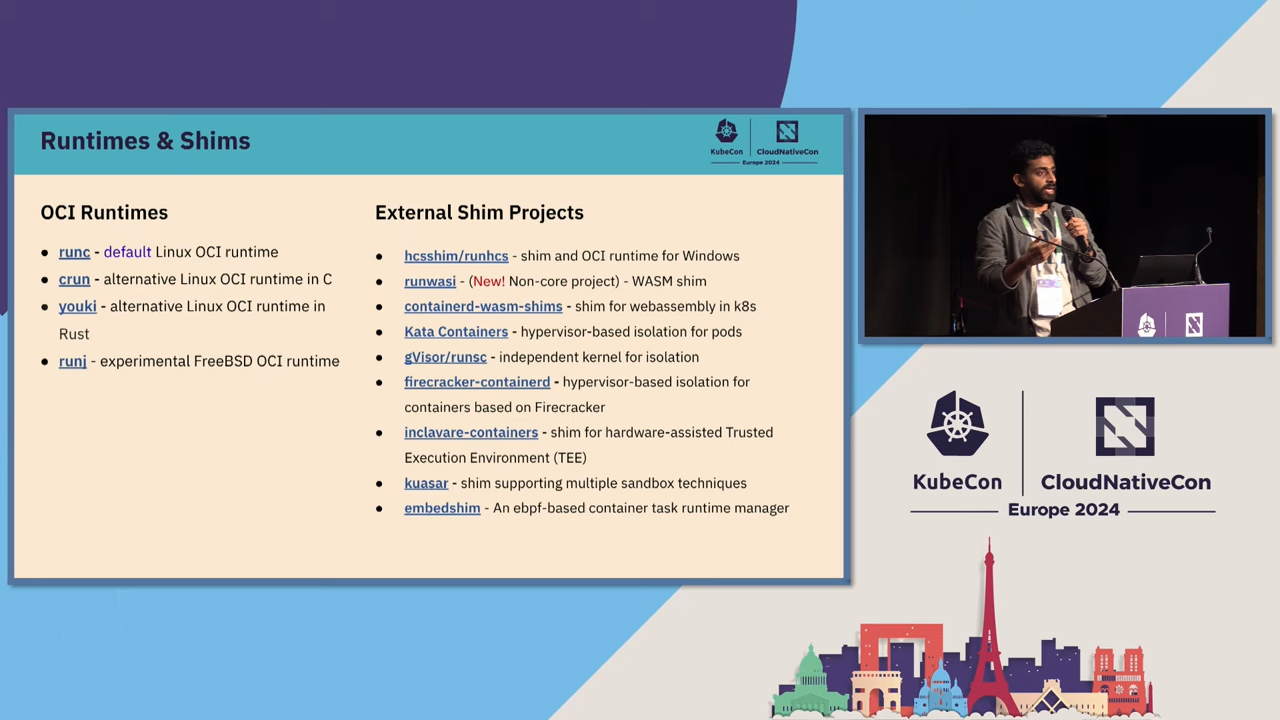 Runtimes & Shims
KubeCon
CloudNativeCon
Europe 2024
OCI Runtimes
● runc - default Linux OCI runtime
● crun - alternative Linux OCI runtime in C
● youki - alternative Linux OCI runtime in
Rust
● runj - experimental FreeBSD OCI runtime
External Shim Projects
● hcsshim/runhcs - shim and OCI runtime for Windows
● runwasi - (New! Non-core project) - WASM shim
● containerd-wasm-shims - shim for webassembly in k8s
● Kata Containers - hypervisor-based isolation for pods
● gVisor/runsc - independent kernel for isolation
● firecracker-containerd - hypervisor-based isolation for
containers based on Firecracker
● inclavare-containers - shim for hardware-assisted Trusted
Execution Environment (TEE)
● kuasar - shim supporting multiple sandbox techniques
● embedshim - An ebpf-based container task runtime manager
KubeCon
CloudNativeCon
Europe 2024